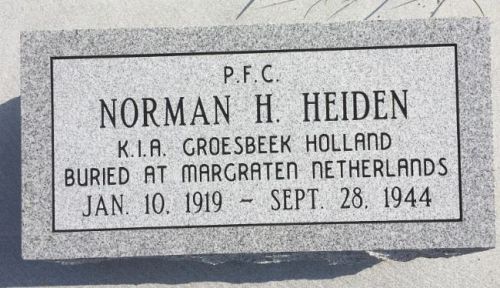 P.F.C.
NORMAN H. HEIDEN
K.I.A. GROESBEEK HOLLAND
BURIED AT MARGRATEN NETHERLANDS
JAN. 10, 1919 ~ SEPT. 28, 1944